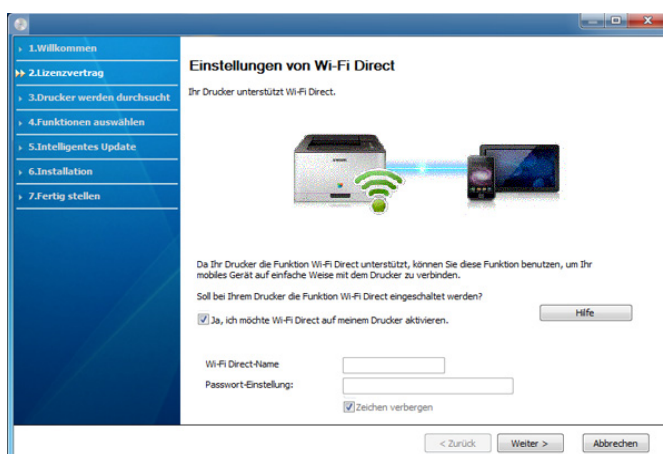 1.Willkommen
2.Lizenzvertrag
3.Drucker werden durchsucht
4.Funktionen auswählen
5.Intelligentes Update
6.Installation
7.Fertig stellen
Einstellungen von Wi-Fi Direct
Ihr Drucker unterstützt Wi-Fi Direct.
Da Ihr Drucker die Funktion Wi-Fi Direct unterstützt, können Sie diese Funktion benutzen, um Ihr
mobiles Gerät auf einfache Weise mit dem Drucker zu verbinden.
Soll bei Ihrem Drucker die Funktion Wi-Fi Direct eingeschaltet werden?
Ja, ich möchte Wi-Fi Direct auf meinem Drucker aktivieren.
Hilfe
Wi-Fi Direct-Name
Passwort-Einstellung:
Zeichen verbergen
< Zurück
Weiter >
Abbrechen